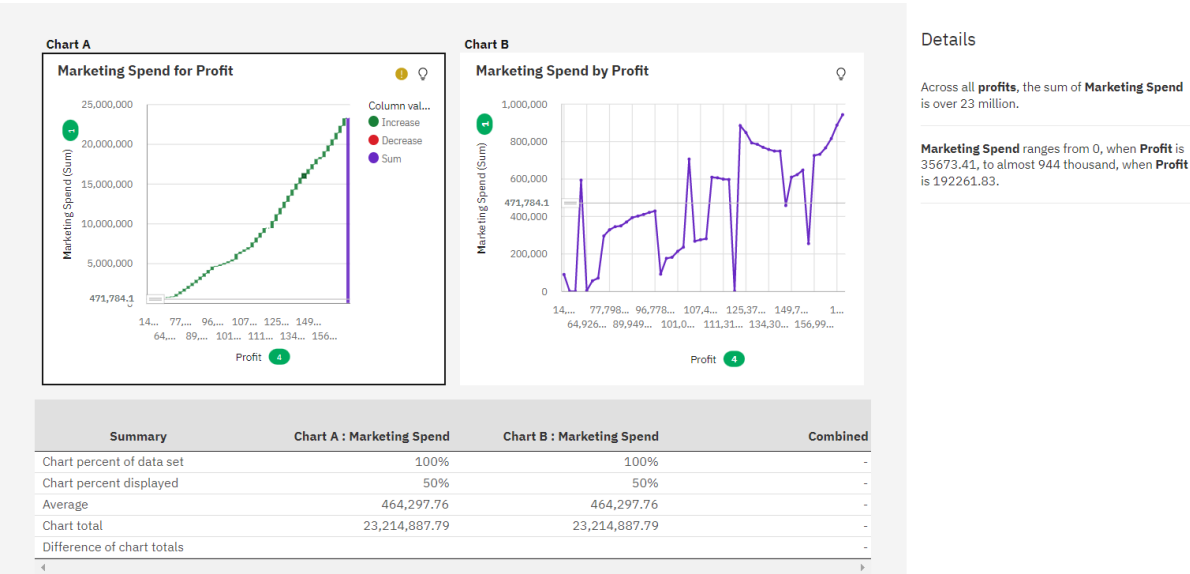 Chart A
Marketing Spend for Profit
Column val...
Increase
Decrease
Sum
1
Marketing Spend (Sum)
25,000,000
20,000,000
15,000,000
10,000,000
5,000,000
471,784.1
0
14... 77,... 96,... 107... 125... 149...
64,... 89,... 101... 111... 134... 156...
Profit 4
Chart B
Marketing Spend by Profit
1
Marketing Spend (Sum)
1,000,000
800,000
600,000
471,784.1
400,000
200,000
0
14,... 77,798... 96,778... 107,4... 125,37... 149,7... 1...
64,926... 89,949... 101,0... 111,31... 134,30... 156,99...
Profit 4
Details
Across all profits, the sum of Marketing Spend
is over 23 million.
Marketing Spend ranges from 0, when Profit is
35673.41, to almost 944 thousand, when Profit
is 192261.83.
Summary Chart A : Marketing Spend Chart B : Marketing Spend Combined
Chart percent of data set 100% 100% -
Chart percent displayed 50% 50% -
Average 464,297.76 464,297.76 -
Chart total 23,214,887.79 23,214,887.79 -
Difference of chart totals -